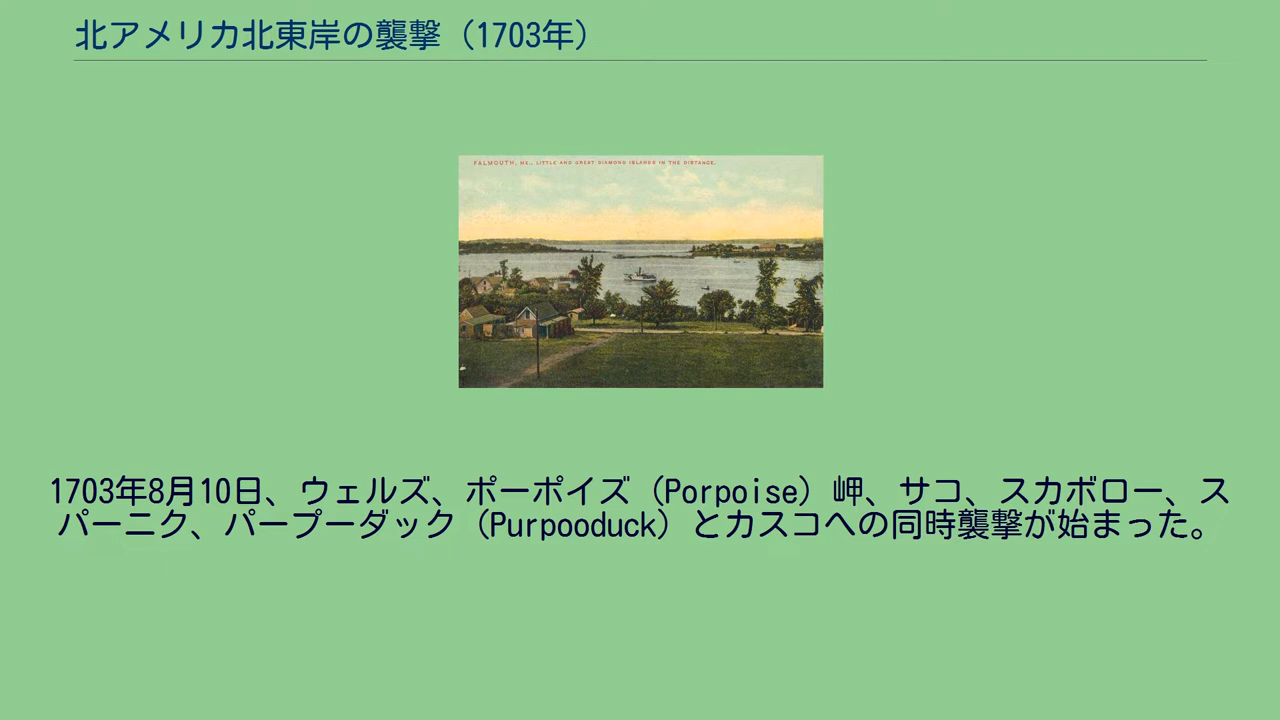 北アメリカ北東岸の襲撃（1703年）
FALMOUTH, ME., LITTLE AND GREAT DIAMOND ISLANDS IN THE DISTANCE.
1703年8月10日、ウェルズ、ポーポイズ（Porpoise）岬、サコ、スカボロー、ス
パーニク、パープーダック（Purpooduck）とカスコへの同時襲撃が始まった。